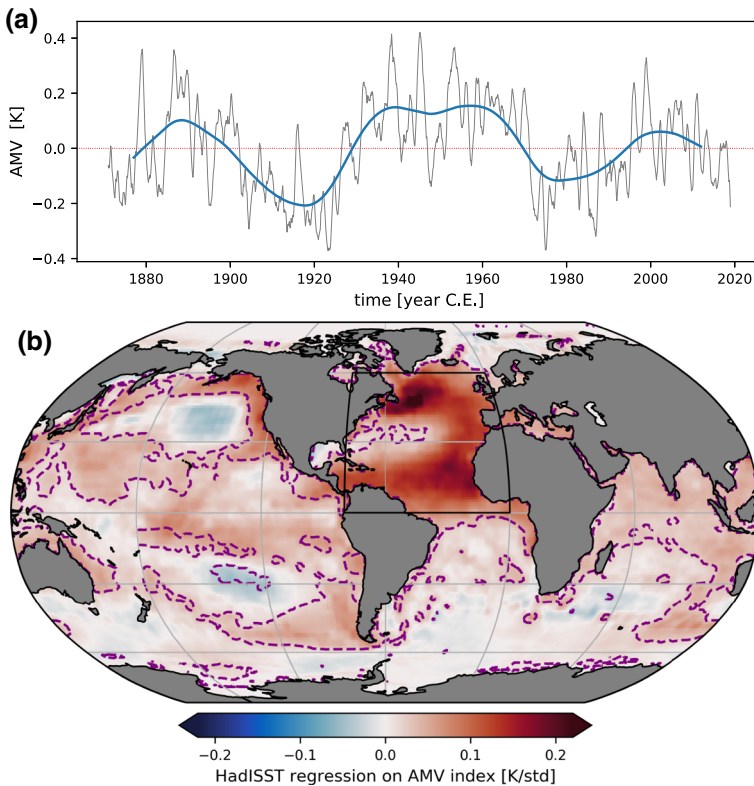 (a)
AMV [K]
0.4
0.2
0.0
−0.2
−0.4
1880 1900 1920 1940 1960 1980 2000 2020
time [year C.E.]
(b)
−0.2 −0.1 0.0 0.1 0.2
HadISST regression on AMV index [K/std]